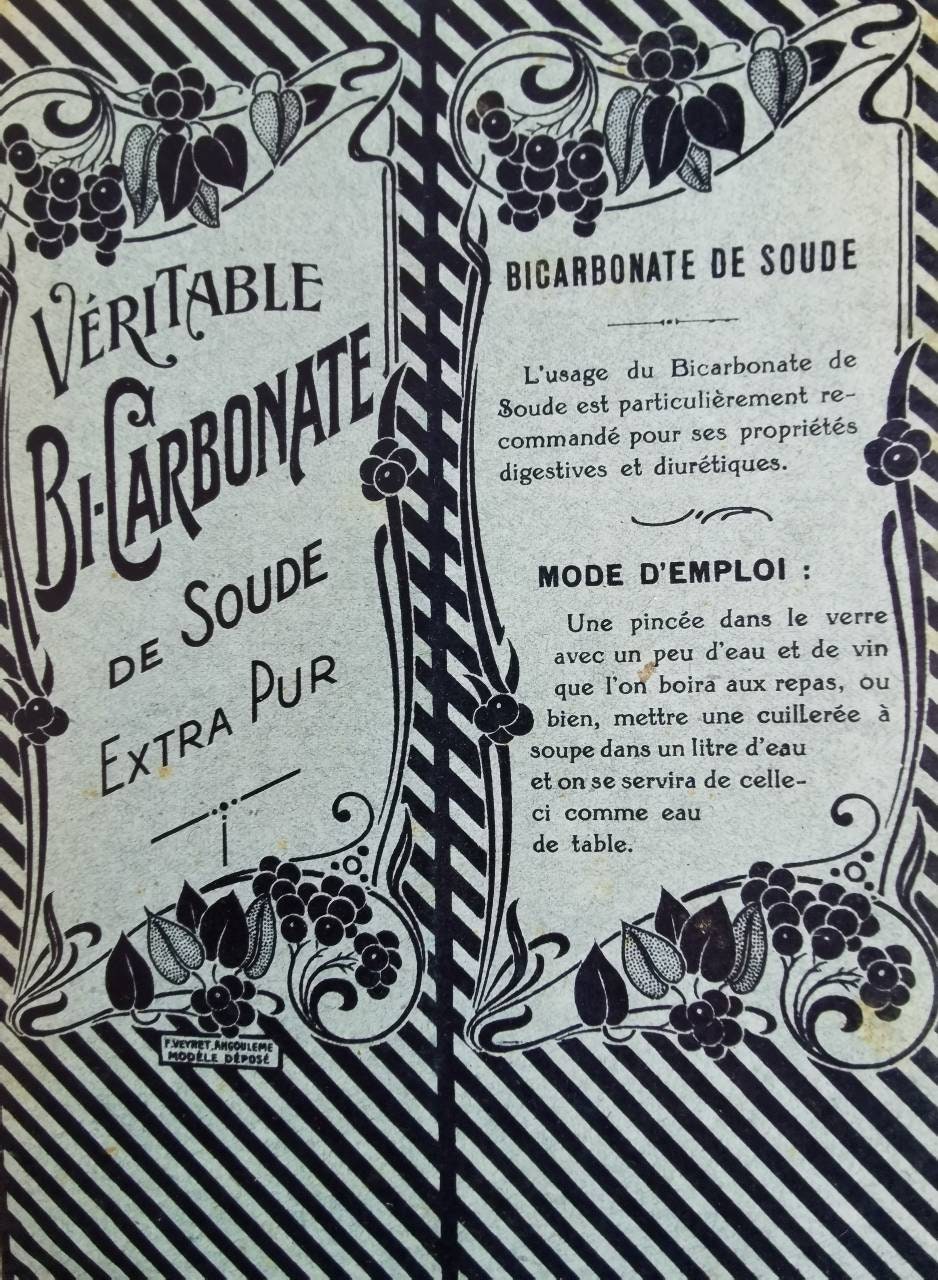 VÉRITABLE
BI-CARBONATE
DE SOUDE
EXTRA PUR
F. VEYRET, ANGOULEME
MODÈLE DÉPOSÉ
BICARBONATE DE SOUDE
L'usage du Bicarbonate de
Soude est particulièrement re-
commandé pour ses propriétés
digestives et diurétiques.
MODE D'EMPLOI :
Une pincée dans le verre
avec un peu d'eau et de vin
que l'on boira aux repas, ou
bien, mettre une cuillerée à
soupe dans un litre d'eau
et on se servira de celle-
ci comme eau
de table.